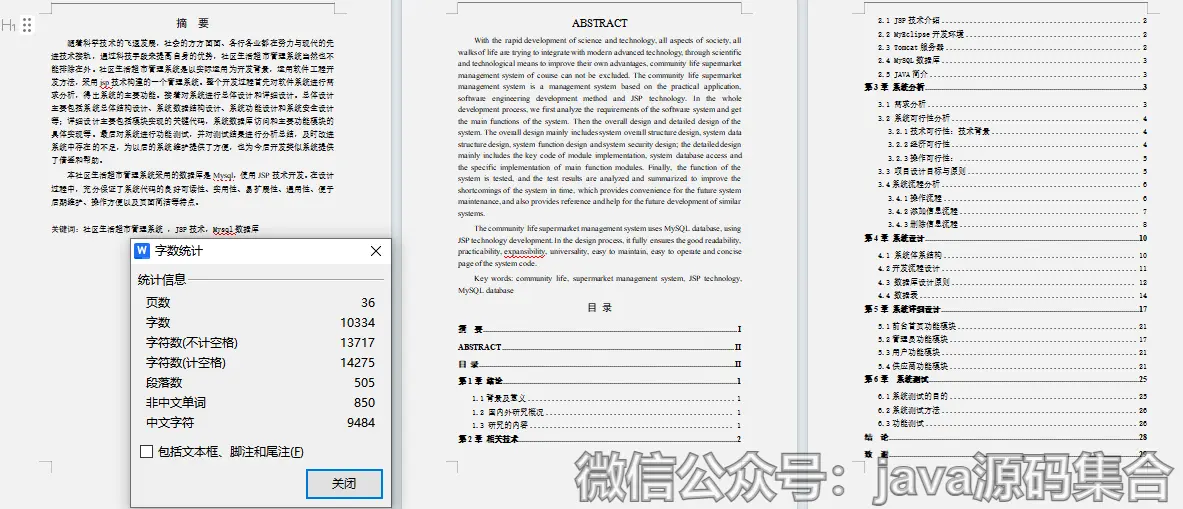 H1
摘 要
随着科学技术的飞速发展，社会的方方面面、各行各业都在努力与现代的先
进技术接轨，通过科技手段来提高自身的优势，社区生活超市管理系统当然也不
能排除在外。社区生活超市管理系统是以实际运用为开发背景，运用软件工程开
发方法，采用jsp技术构建的一个管理系统。整个开发过程首先对软件系统进行需
求分析，得出系统的主要功能。接着对系统进行总体设计和详细设计。总体设计
主要包括系统总体结构设计、系统数据结构设计、系统功能设计和系统安全设计
等；详细设计主要包括模块实现的关键代码，系统数据库访问和主要功能模块的
具体实现等。最后对系统进行功能测试，并对测试结果进行分析总结，及时改进
系统中存在的不足，为以后的系统维护提供了方便，也为今后开发类似系统提供
了借鉴和帮助。
本社区生活超市管理系统采用的数据库是Mysql，使用JSP技术开发。在设计
过程中，充分保证了系统代码的良好可读性、实用性、易扩展性、通用性、便于
后期维护、操作方便以及页面简洁等特点。
关键词：社区生活超市管理系统 ，JSP技术，Mysql数据库
字数统计
统计信息
页数 36
字数 10334
字符数(不计空格) 13717
字符数(计空格) 14275
段落数 505
非中文单词 850
中文字符 9484
包括文本框、脚注和尾注(F)
关闭
ABSTRACT
With the rapid development of science and technology, all aspects of society, all
walks of life are trying to integrate with modern advanced technology, through scientific
and technological means to improve their own advantages, community life supermarket
management system of course can not be excluded. The community life supermarket
management system is a management system based on the practical application,
software engineering development method and JSP technology. In the whole
development process, we first analyze the requirements of the software system and get
the main functions of the system. Then the overall design and detailed design of the
system. The overall design mainly includes system overall structure design, system data
structure design, system function design and system security design; the detailed design
mainly includes the key code of module implementation, system database access and
the specific implementation of main function modules. Finally, the function of the
system is tested, and the test results are analyzed and summarized to improve the
shortcomings of the system in time, which provides convenience for the future system
maintenance, and also provides reference and help for the future development of similar
systems.
The community life supermarket management system uses MySQL database, using
JSP technology development. In the design process, it fully ensures the good readability,
practicability, expansibility, universality, easy to maintain, easy to operate and concise
page of the system code.
Key words: community life, supermarket management system, JSP technology,
MySQL database
目 录
摘 要 I
ABSTRACT II
目 录 II
第1章 绪论 1
1.1背景及意义 1
1.2 国内外研究概况 1
1.3 研究的内容 1
第2章 相关技术 2
2.1 JSP技术介绍 2
2.2 MyEclipse开发环境 2
2.3 Tomcat服务器 2
2.4 MySQL数据库 3
2.5 JAVA简介 3
第3章 系统分析 3
3.1 需求分析 3
3.2 系统可行性分析 4
3.2.1技术可行性：技术背景 4
3.2.2经济可行性 4
3.2.3操作可行性： 5
3.3 项目设计目标与原则 5
3.4系统流程分析 6
3.4.1操作流程 6
3.4.2添加信息流程 7
3.4.3删除信息流程 8
第4章 系统设计 10
4.1 系统体系结构 10
4.2开发流程设计 11
4.3 数据库设计原则 12
4.4 数据表 14
第5章 系统详细设计 17
5.1前台首页功能模块 21
5.2管理员功能模块 17
5.3用户功能模块 21
5.4供应商功能模块 21
第6章 系统测试 25
6.1系统测试的目的 25
6.2系统测试方法 26
6.3功能测试 26
结 论 28
致 谢
微信公众号：java源码集合